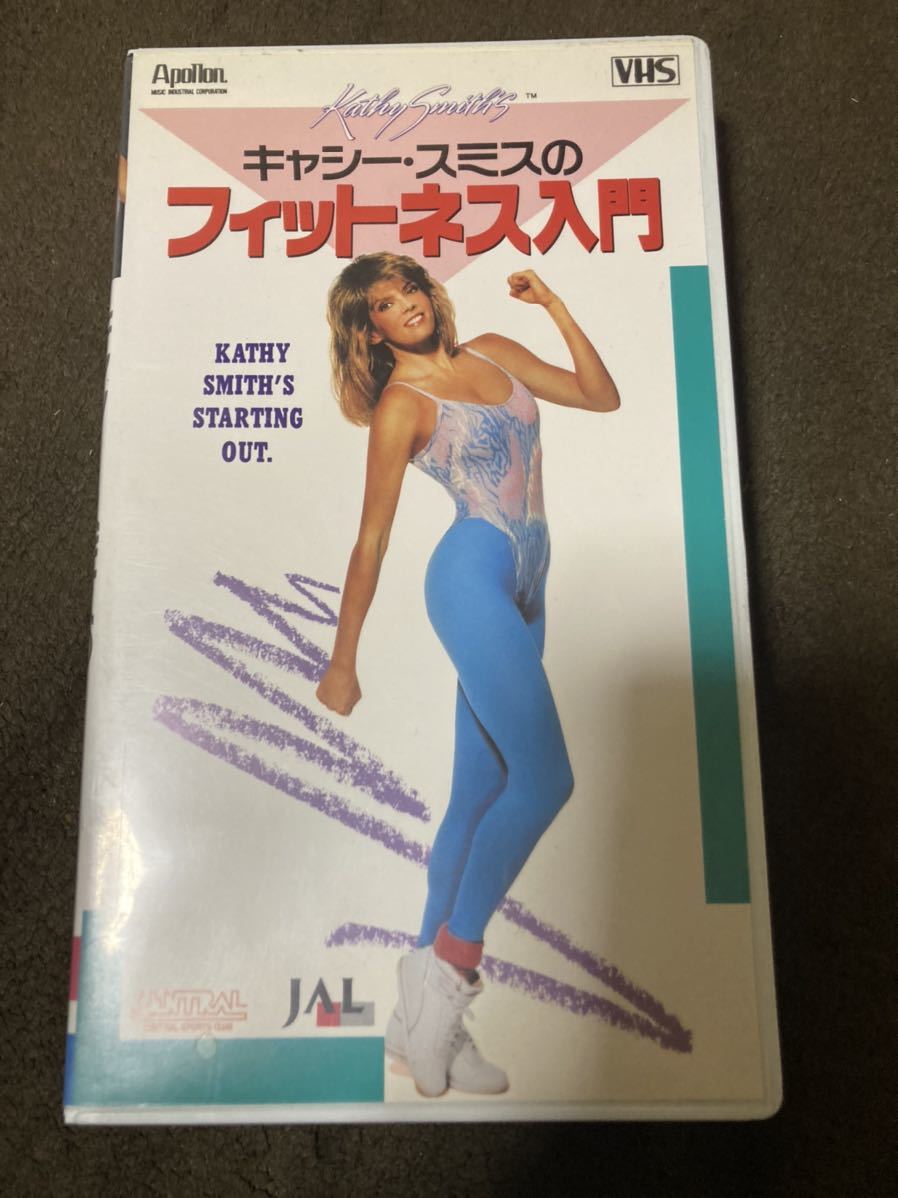 Apollon
MUSIC INDUSTRIAL CORPORATION
VHS
Kathy Smith's ™
キャシー・スミスの
フィットネス入門
KATHY
SMITH'S
STARTING
OUT.
CENTRAL
CENTRAL SPORTS CLUB
JAL